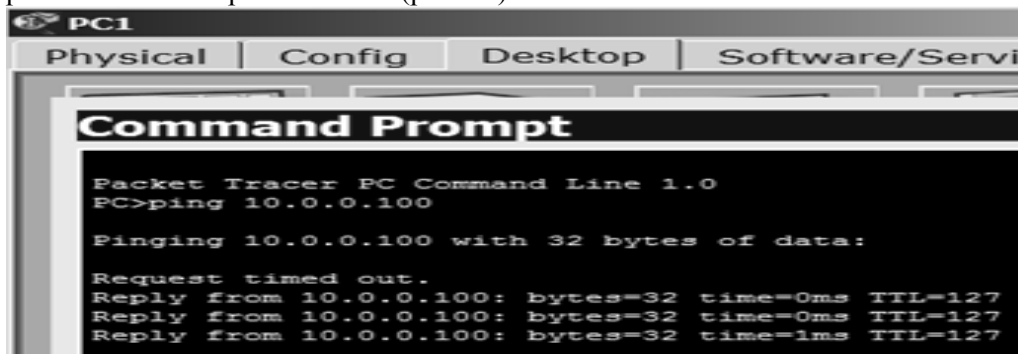 PC1
Physical Config Desktop Software/Servi
Command Prompt
Packet Tracer PC Command Line 1.0
PC>ping 10.0.0.100
Pinging 10.0.0.100 with 32 bytes of data:
Request timed out.
Reply from 10.0.0.100: bytes=32 time=0ms TTL=127
Reply from 10.0.0.100: bytes=32 time=0ms TTL=127
Reply from 10.0.0.100: bytes=32 time=1ms TTL=127